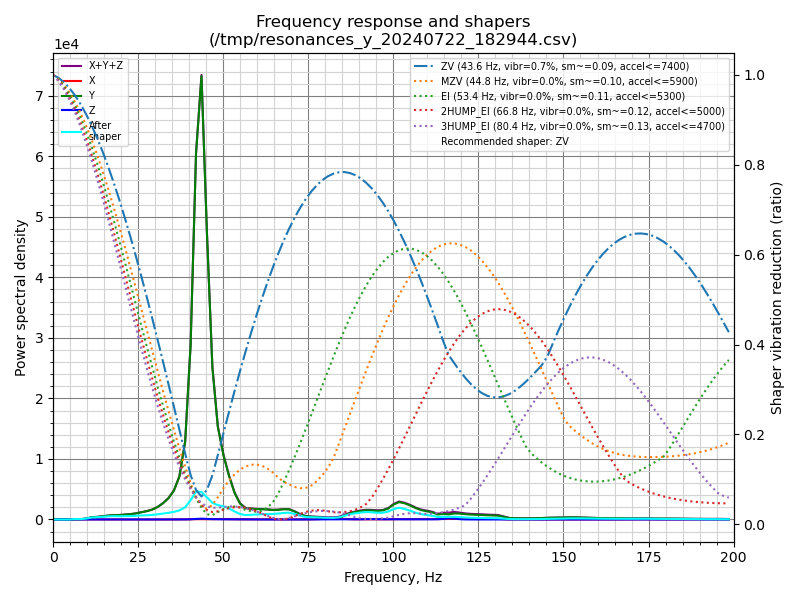 Frequency response and shapers
(/tmp/resonances_y_20240722_182944.csv)
1e4
X+Y+Z
X
Y
Z
After
shaper
ZV (43.6 Hz, vibr=0.7%, sm~=0.09, accel<=7400)
MZV (44.8 Hz, vibr=0.0%, sm~=0.10, accel<=5900)
EI (53.4 Hz, vibr=0.0%, sm~=0.11, accel<=5300)
2HUMP_EI (66.8 Hz, vibr=0.0%, sm~=0.12, accel<=5000)
3HUMP_EI (80.4 Hz, vibr=0.0%, sm~=0.13, accel<=4700)
Recommended shaper: ZV
Power spectral density
7
6
5
4
3
2
1
0
1.0
0.8
0.6
0.4
0.2
0.0
Shaper vibration reduction (ratio)
0 25 50 75 100 125 150 175 200
Frequency, Hz